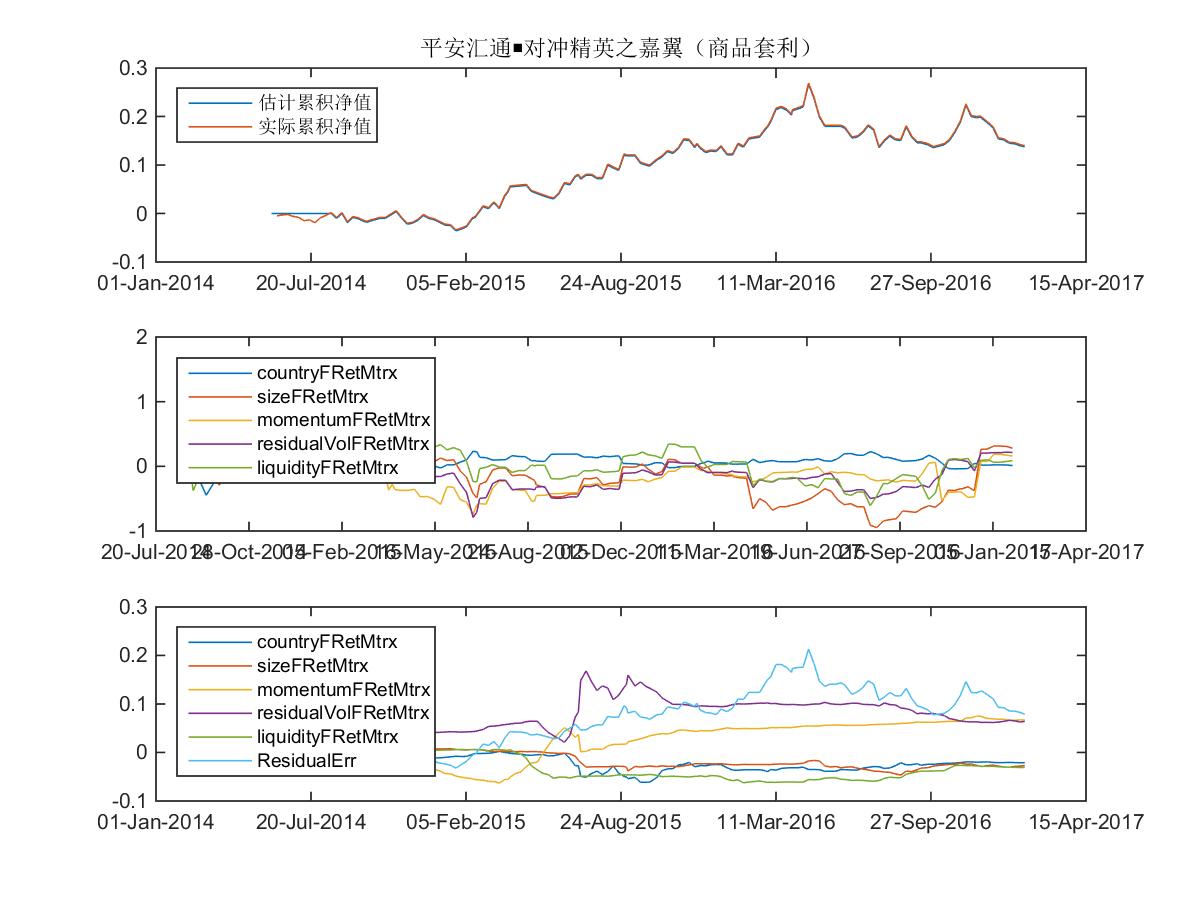 平安汇通▪对冲精英之嘉翼（商品套利）
0.3
估计累积净值
实际累积净值
0.2
0.1
0
-0.1
01-Jan-2014 20-Jul-2014 05-Feb-2015 24-Aug-2015 11-Mar-2016 27-Sep-2016 15-Apr-2017
2
countryFRetMtrx
sizeFRetMtrx
momentumFRetMtrx
residualVolFRetMtrx
liquidityFRetMtrx
1
0
-1
20-Jul-2014 15-Apr-2017
0.3
countryFRetMtrx
sizeFRetMtrx
momentumFRetMtrx
residualVolFRetMtrx
liquidityFRetMtrx
ResidualErr
0.2
0.1
0
-0.1
01-Jan-2014 20-Jul-2014 05-Feb-2015 24-Aug-2015 11-Mar-2016 27-Sep-2016 15-Apr-2017